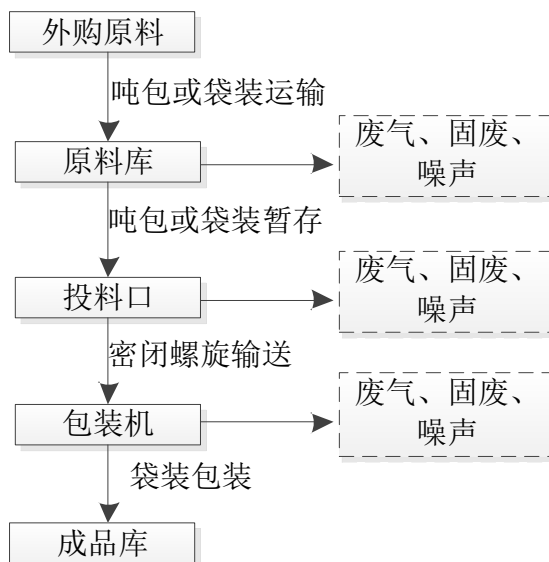 外购原料
吨包或袋装运输
原料库
废气、固废、
噪声
吨包或袋装暂存
投料口
废气、固废、
噪声
密闭螺旋输送
包装机
废气、固废、
噪声
袋装包装
成品库